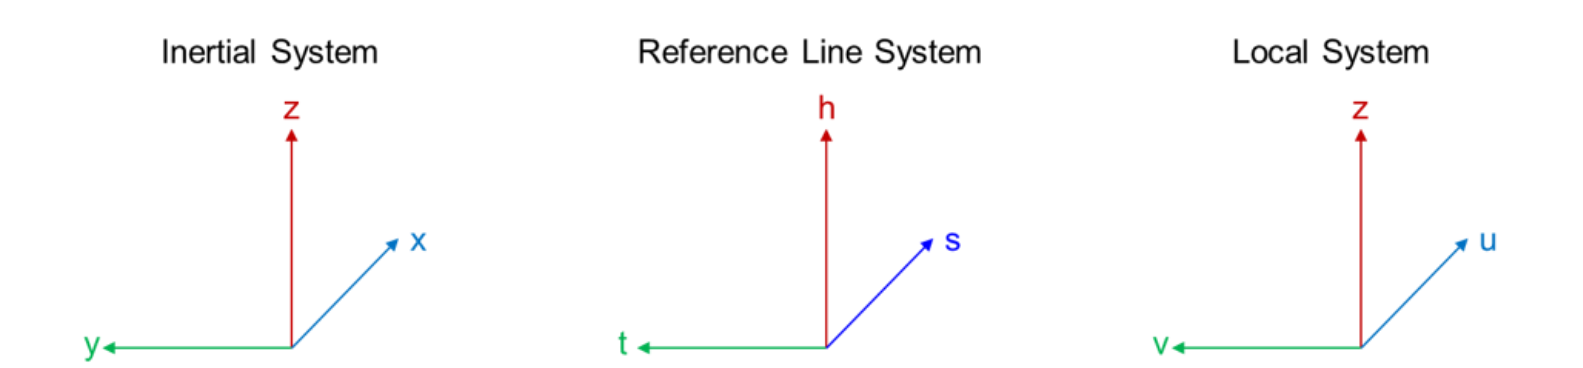 Inertial System
z
x
y
Reference Line System
h
s
t
Local System
z
u
v